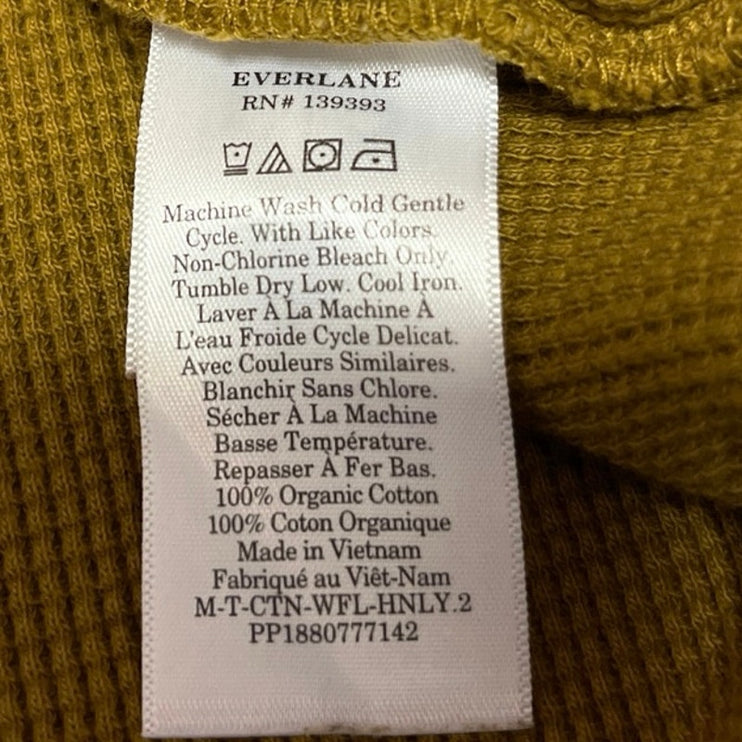 EVERLANE
RN# 139393
Machine Wash Cold Gentle
Cycle. With Like Colors.
Non-Chlorine Bleach Only.
Tumble Dry Low. Cool Iron.
Laver À La Machine À
L'eau Froide Cycle Delicat.
Avec Couleurs Similaires.
Blanchir Sans Chlore.
Sécher À La Machine
Basse Température.
Repasser À Fer Bas.
100% Organic Cotton
100% Coton Organique
Made in Vietnam
Fabriqué au Viêt-Nam
M-T-CTN-WFL-HNLY.2
PP1880777142